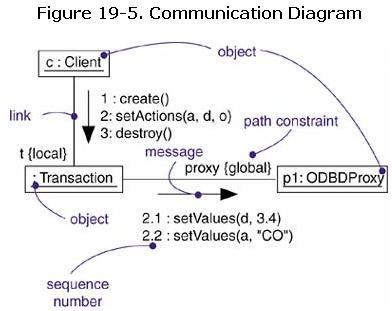 Figure 19-5. Communication Diagram
c : Client
object
link
1 : create()
2: setActions(a, d, o)
3: destroy()
path constraint
t {local}
message
proxy {global}
: Transaction
p1: ODBDProxy
object
2.1 : setValues(d, 3.4)
2.2 : setValues(a, "CO")
sequence
number